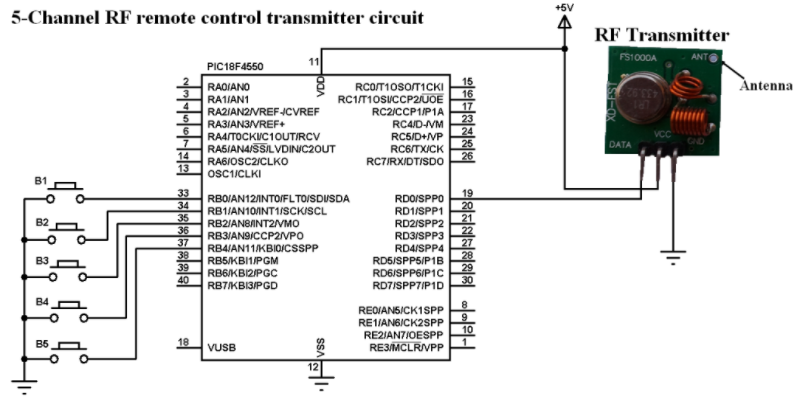 5-Channel RF remote control transmitter circuit
+5V
RF Transmitter
PIC18F4550
11
VDD
FS1000A
ANT
Antenna
433.92
XD-FST
DATA
VCC
GND
2 RA0/AN0
3 RA1/AN1
4 RA2/AN2/VREF-/CVREF
5 RA3/AN3/VREF+
6 RA4/T0CKI/C1OUT/RCV
7 RA5/AN4/SS/LVDIN/C2OUT
14 RA6/OSC2/CLKO
13 OSC1/CLKI
RC0/T1OSO/T1CKI 15
RC1/T1OSI/CCP2/UOE 16
RC2/CCP1/P1A 17
RC4/D-/VM 23
RC5/D+/VP 24
RC6/TX/CK 25
RC7/RX/DT/SDO 26
B1
B2
B3
B4
B5
33 RB0/AN12/INT0/FLT0/SDI/SDA
34 RB1/AN10/INT1/SCK/SCL
35 RB2/AN8/INT2/VMO
36 RB3/AN9/CCP2/VPO
37 RB4/AN11/KBI0/CSSPP
38 RB5/KBI1/PGM
39 RB6/KBI2/PGC
40 RB7/KBI3/PGD
RD0/SPP0 19
RD1/SPP1 20
RD2/SPP2 21
RD3/SPP3 22
RD4/SPP4 27
RD5/SPP5/P1B 28
RD6/SPP6/P1C 29
RD7/SPP7/P1D 30
RE0/AN5/CK1SPP 8
RE1/AN6/CK2SPP 9
RE2/AN7/OESPP 10
RE3/MCLR/VPP 1
18 VUSB
VSS
12